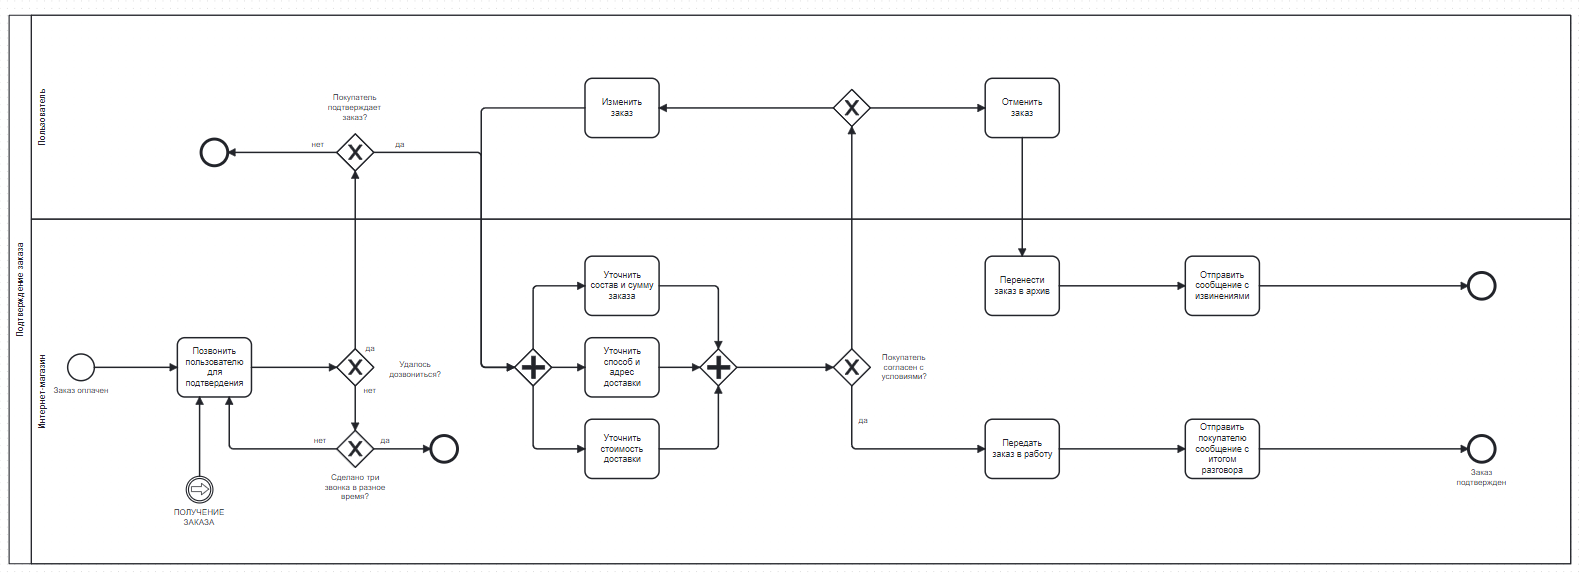 Подтверждение заказа
Пользователь
Покупатель
подтверждает
заказ?
нет
да
Изменить
заказ
Отменить
заказ
Интернет-магазин
Заказ оплачен
Позвонить
пользователю
для
подтвердения
да
Удалось
дозвониться?
нет
нет
да
Сделано три
звонка в разное
время?
ПОЛУЧЕНИЕ
ЗАКАЗА
Уточнить
состав и сумму
заказа
Уточнить
способ и
адрес
доставки
Уточнить
стоимость
доставки
Покупатель
согласен с
условиями?
да
Перенести
заказ в архив
Отправить
сообщение с
извинениями
Передать
заказ в работу
Отправить
покупателю
сообщение с
итогом
разговора
Заказ
подтвержден